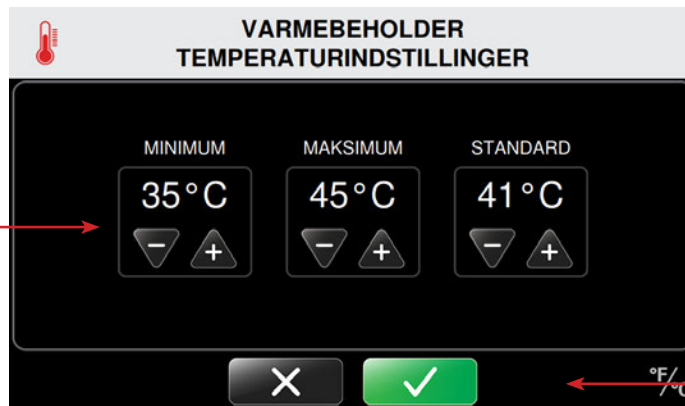 VARMEBEHOLDER
TEMPERATURINDSTILLINGER
MINIMUM MAKSIMUM STANDARD
35°C 45°C 41°C
°F/°C